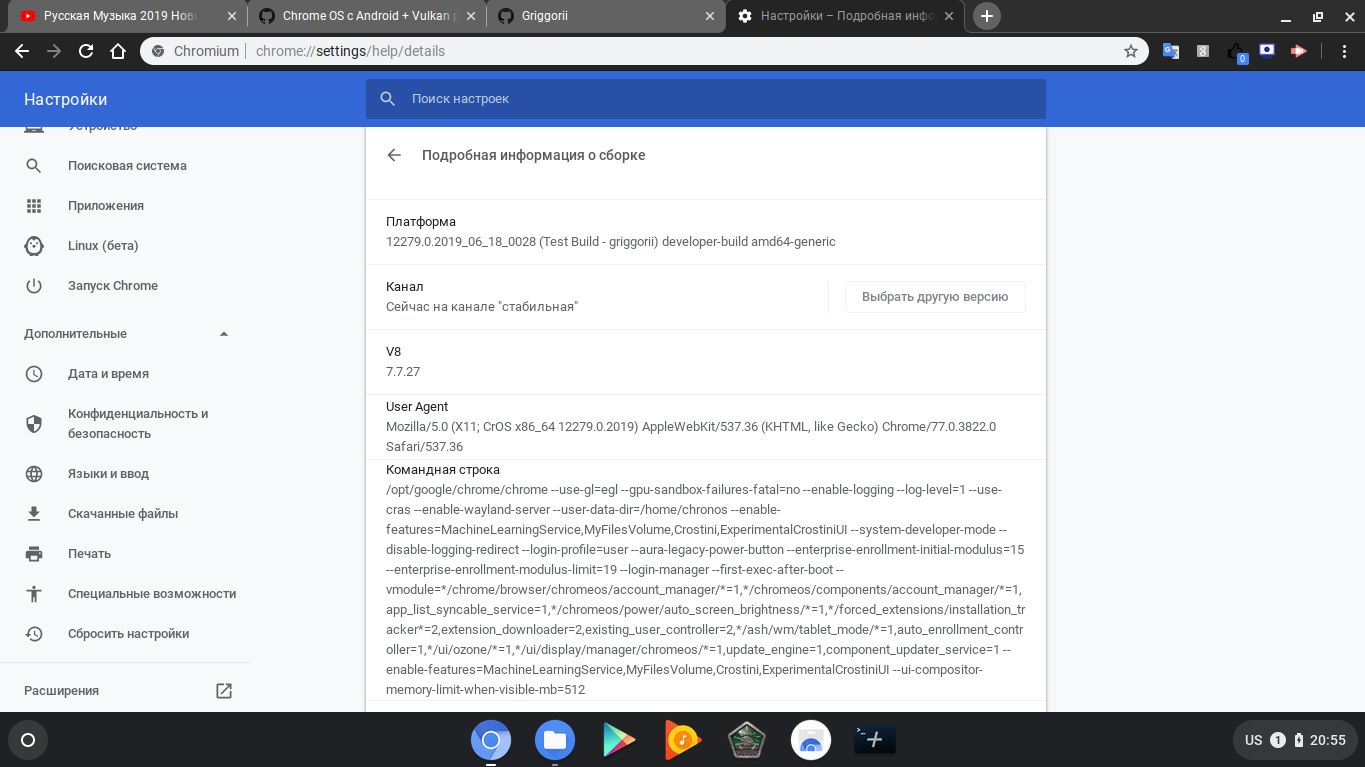 Русская Музыка 2019 Нови
Chrome OS с Android + Vulkan р
Griggorii
Настройки – Подробная инфо
Chromium
chrome://settings/help/details
0
Настройки
Поиск настроек
Устройство
Поисковая система
Приложения
Linux (бета)
Запуск Chrome
Дополнительные
Дата и время
Конфиденциальность и
безопасность
Языки и ввод
Скачанные файлы
Печать
Специальные возможности
Сбросить настройки
Расширения
Подробная информация о сборке
Платформа
12279.0.2019_06_18_0028 (Test Build - griggorii) developer-build amd64-generic
Канал
Сейчас на канале "стабильная"
Выбрать другую версию
V8
7.7.27
User Agent
Mozilla/5.0 (X11; CrOS x86_64 12279.0.2019) AppleWebKit/537.36 (KHTML, like Gecko) Chrome/77.0.3822.0
Safari/537.36
Командная строка
/opt/google/chrome/chrome --use-gl=egl --gpu-sandbox-failures-fatal=no --enable-logging --log-level=1 --use-
cras --enable-wayland-server --user-data-dir=/home/chronos --enable-
features=MachineLearningService,MyFilesVolume,Crostini,ExperimentalCrostiniUI --system-developer-mode --
disable-logging-redirect --login-profile=user --aura-legacy-power-button --enterprise-enrollment-initial-modulus=15
--enterprise-enrollment-modulus-limit=19 --login-manager --first-exec-after-boot --
vmodule=*/chrome/browser/chromeos/account_manager/*=1,*/chromeos/components/account_manager/*=1,
app_list_syncable_service=1,*/chromeos/power/auto_screen_brightness/*=1,*/forced_extensions/installation_tr
acker*=2,extension_downloader=2,existing_user_controller=2,*/ash/wm/tablet_mode/*=1,auto_enrollment_contr
oller=1,*/ui/ozone/*=1,*/ui/display/manager/chromeos/*=1,update_engine=1,component_updater_service=1 --
enable-features=MachineLearningService,MyFilesVolume,Crostini,ExperimentalCrostiniUI --ui-compositor-
memory-limit-when-visible-mb=512
US 1 20:55